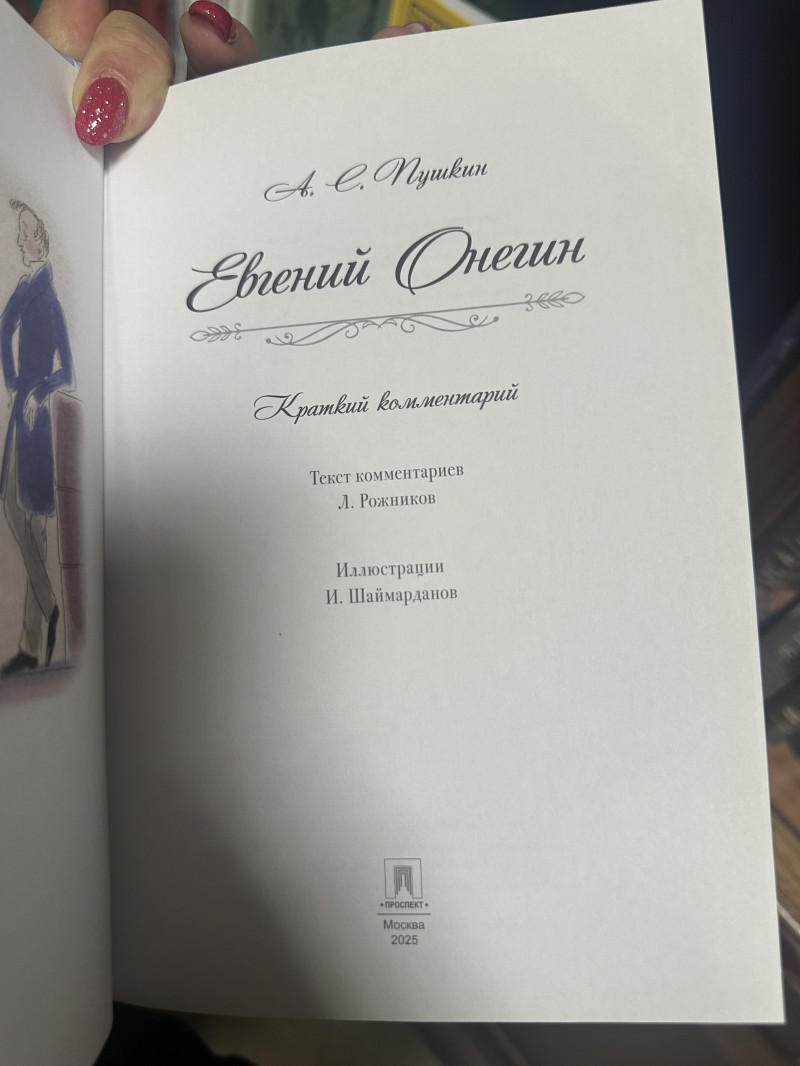 А. С. Пушкин
Евгений Онегин
Краткий комментарий
Текст комментариев
Л. Рожников
Иллюстрации
И. Шаймарданов
• ПРОСПЕКТ •
Москва
2025